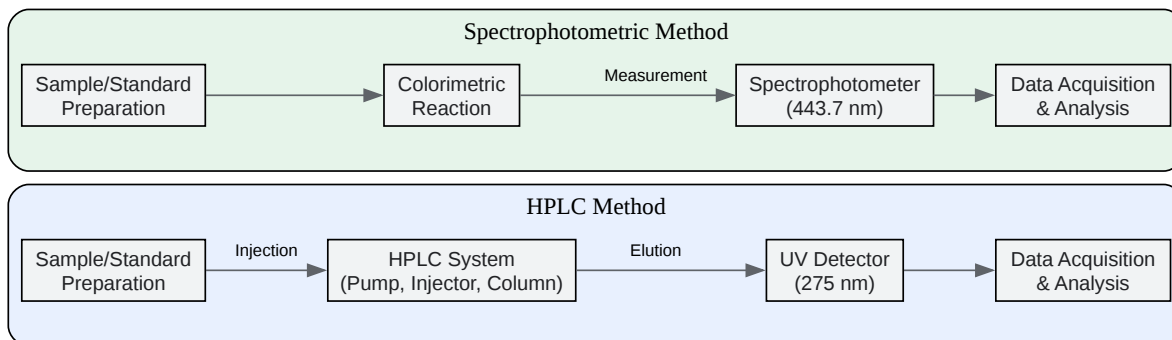 Spectrophotometric Method
Sample/Standard
Preparation
Colorimetric
Reaction
Measurement
Spectrophotometer
(443.7 nm)
Data Acquisition
& Analysis
HPLC Method
Sample/Standard
Preparation
Injection
HPLC System
(Pump, Injector, Column)
Elution
UV Detector
(275 nm)
Data Acquisition
& Analysis